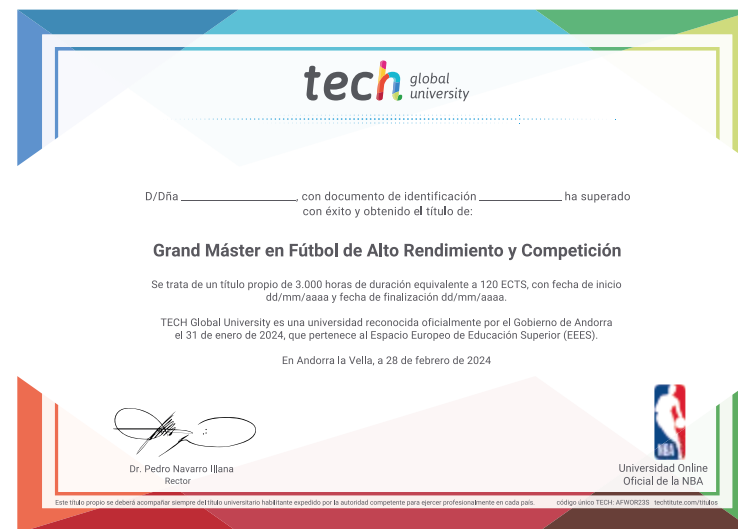 tech global university
D/Dña ____________, con documento de identificación ____________ ha superado
con éxito y obtenido el título de:
Grand Máster en Fútbol de Alto Rendimiento y Competición
Se trata de un título propio de 3.000 horas de duración equivalente a 120 ECTS, con fecha de inicio
dd/mm/aaaa y fecha de finalización dd/mm/aaaa.
TECH Global University es una universidad reconocida oficialmente por el Gobierno de Andorra
el 31 de enero de 2024, que pertenece al Espacio Europeo de Educación Superior (EEES).
En Andorra la Vella, a 28 de febrero de 2024
Dr. Pedro Navarro Illana
Rector
NBA
Universidad Online
Oficial de la NBA
Este título propio se deberá acompañar siempre del título universitario habilitante expedido por la autoridad competente para ejercer profesionalmente en cada país. código único TECH: AFWOR23S techtitute.com/titulos